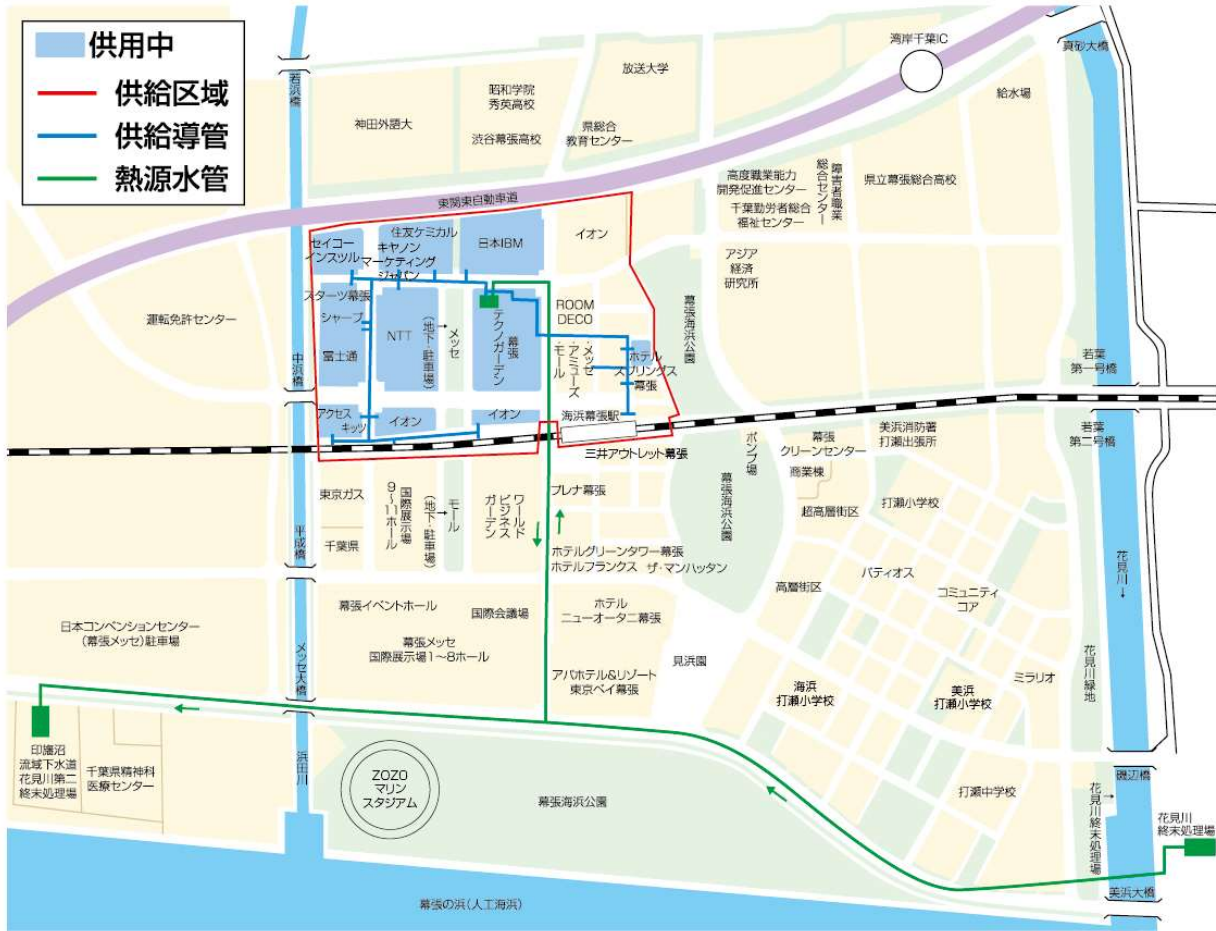 供用中
供給区域
供給導管
熱源水管
若浜橋
神田外語大
昭和学院
秀英高校
渋谷幕張高校
放送大学
県総合
教育センター
湾岸千葉IC
真砂大橋
給水場
東関東自動車道
高度職業能力
開発促進センター
千葉勤労者総合
福祉センター
障害者職業
総合センター
県立幕張総合高校
アジア
経済
研究所
セイコー
インスツル
住友ケミカル
キヤノン
マーケティング
ジャパン
日本IBM
イオン
スターツ幕張
シャープ
富士通
NTT
メッセ
→
(地下・駐車場)
幕張
テクノガーデン
ROOM
DECO
メッセ
・アミューズ
・モール
ホテル
スプリングス
幕張
幕張海浜公園
運転免許センター
中浜橋
アクセス
キッツ
イオン
イオン
海浜幕張駅
若葉
第一号橋
三井アウトレット幕張
ポンプ場
幕張
クリーンセンター
商業棟
美浜消防署
打瀬出張所
若葉
第二号橋
東京ガス
千葉県
国際展示場
9〜11ホール
モール
→
(地下・駐車場)
ワールド
ビジネス
ガーデン
プレナ幕張
幕張海浜公園
超高層街区
打瀬小学校
平成橋
ホテルグリーンタワー幕張
ホテルフランクス
ザ・マンハッタン
高層街区
パティオス
コミュニティ
コア
花見川→
日本コンベンションセンター
(幕張メッセ)駐車場
幕張イベントホール
国際会議場
幕張メッセ
国際展示場1〜8ホール
ホテル
ニューオータニ幕張
見浜園
アパホテル&リゾート
東京ベイ幕張
海浜
打瀬小学校
美浜
打瀬小学校
ミラリオ
花見川緑地
メッセ大橋
印旛沼
流域下水道
花見川第二
終末処理場
千葉県精神科
医療センター
浜田川
ZOZO
マリン
スタジアム
幕張海浜公園
打瀬中学校
磯辺橋
→
花見川終末処理場
花見川
終末処理場
美浜大橋
幕張の浜(人工海浜)